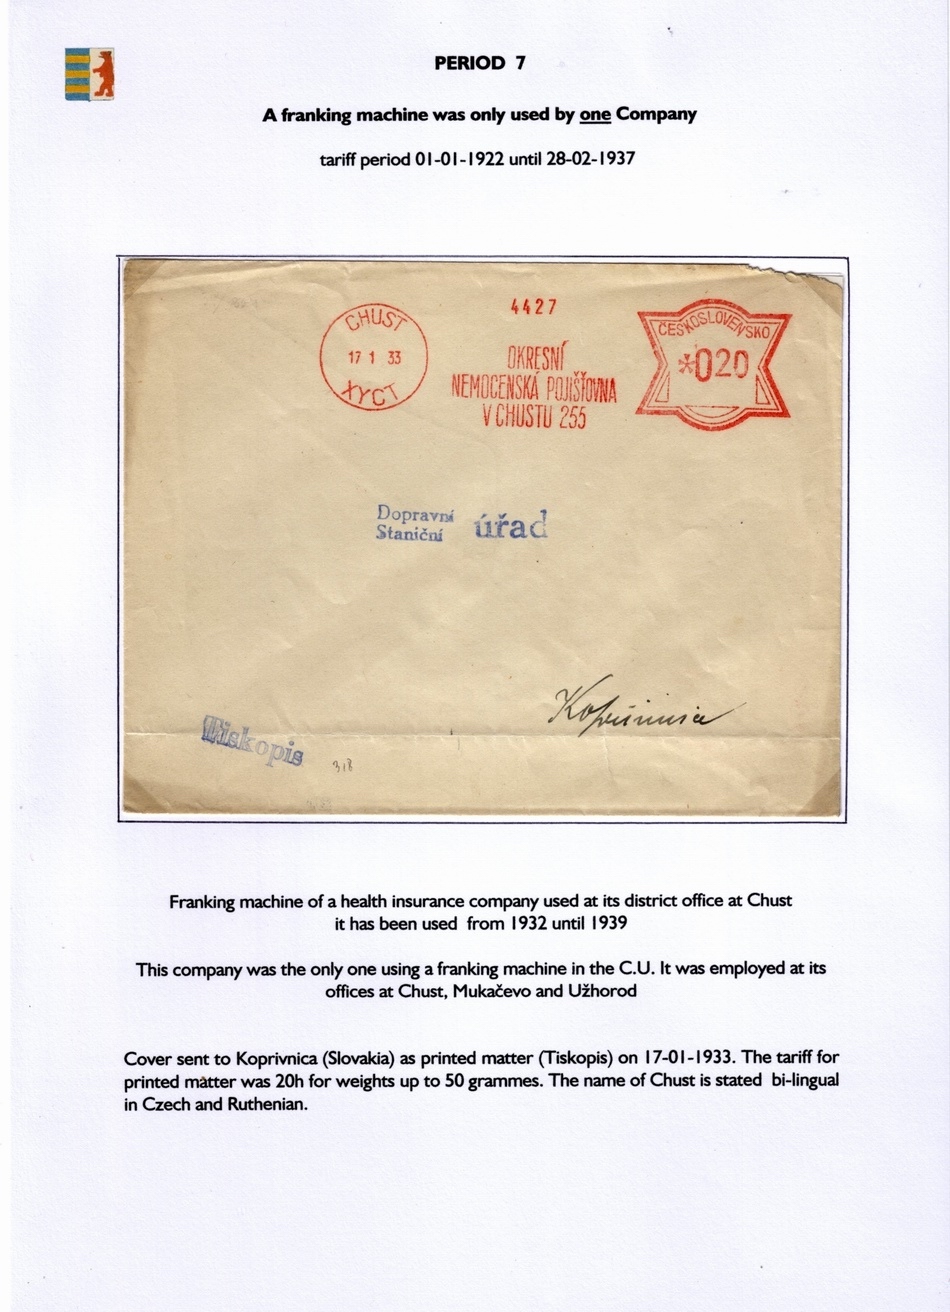 PERIOD 7
A franking machine was only used by one Company
tariff period 01-01-1922 until 28-02-1937
CHUST
17 1 33
ХУСТ
4427
OKRESNÍ
NEMOCENSKÁ POJIŠŤOVNA
V CHUSTU 255
ČESKOSLOVENSKO
*020
Dopravní
Staniční úřad
Koprivnica
Tiskopis
318
Franking machine of a health insurance company used at its district office at Chust
it has been used from 1932 until 1939
This company was the only one using a franking machine in the C.U. It was employed at its
offices at Chust, Mukačevo and Užhorod
Cover sent to Koprivnica (Slovakia) as printed matter (Tiskopis) on 17-01-1933. The tariff for
printed matter was 20h for weights up to 50 grammes. The name of Chust is stated bi-lingual
in Czech and Ruthenian.